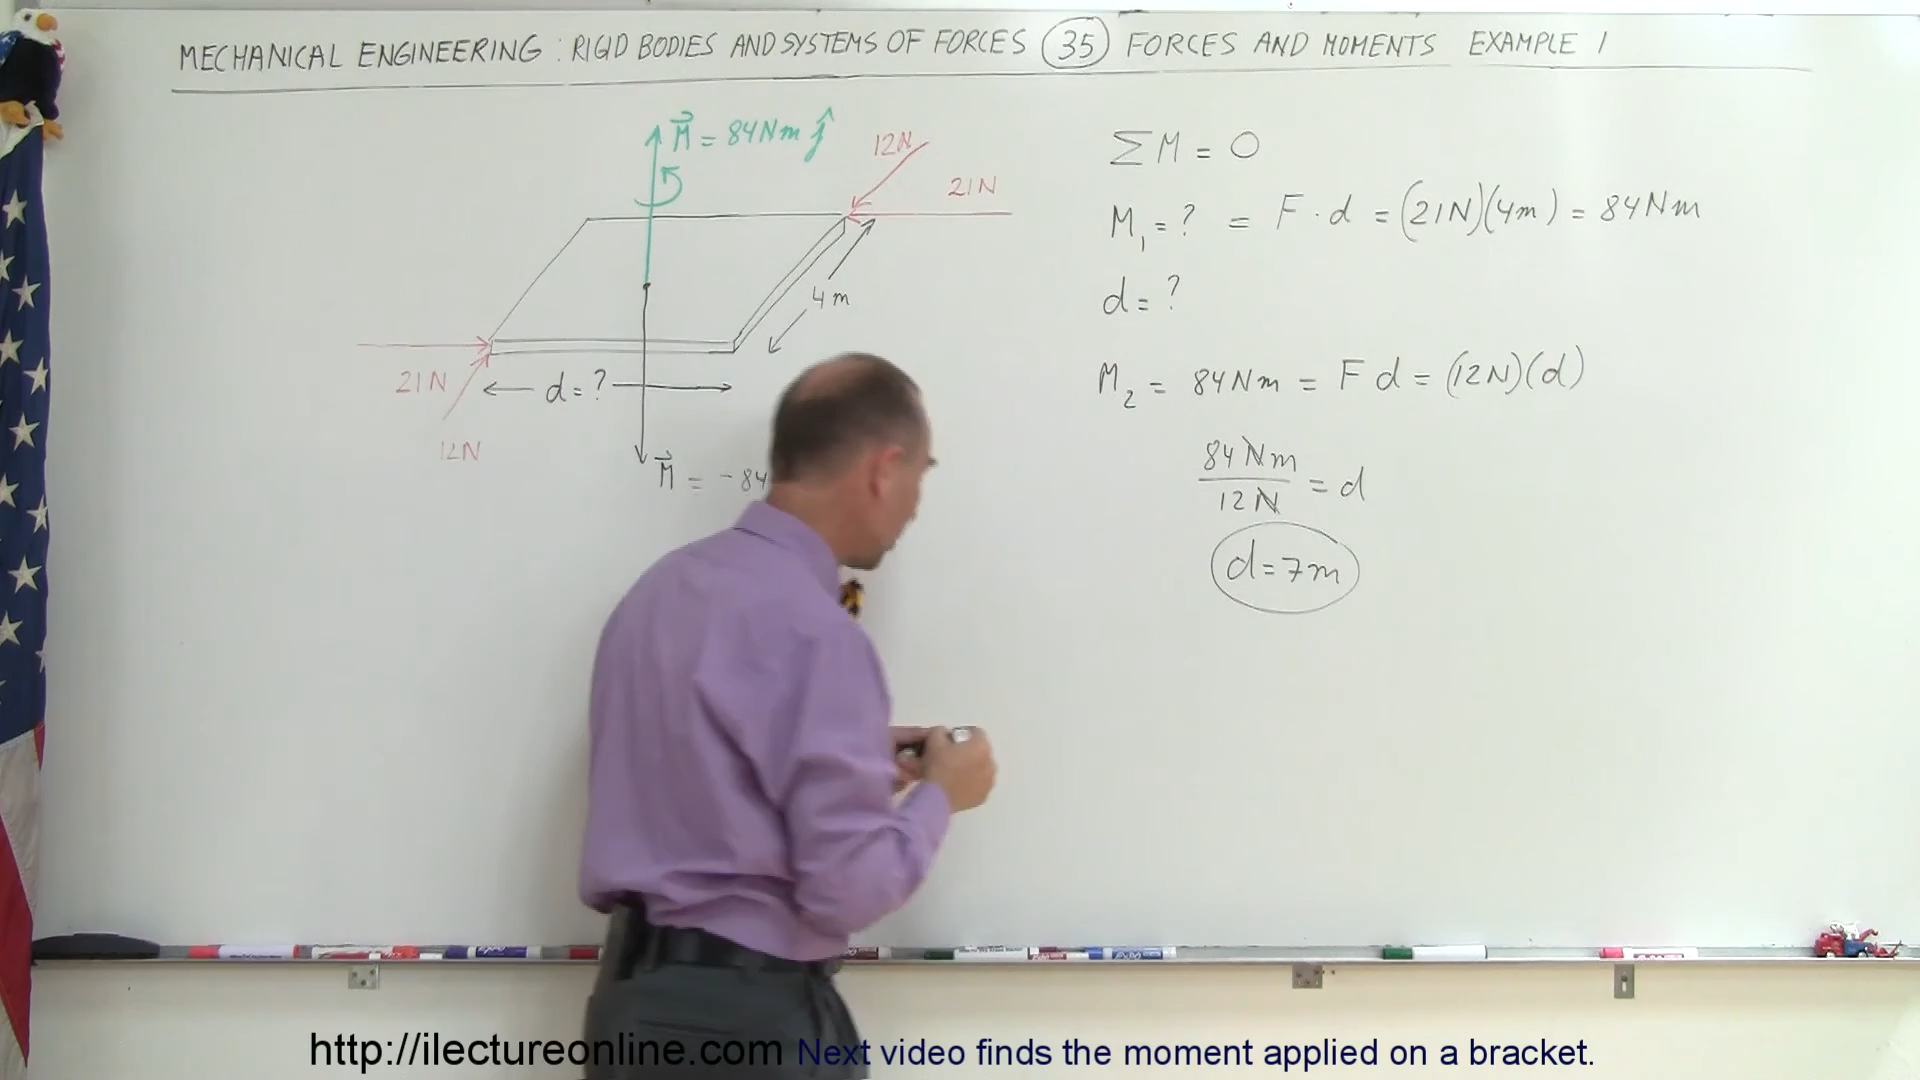 MECHANICAL ENGINEERING: RIGID BODIES AND SYSTEMS OF FORCES 35 FORCES AND MOMENTS EXAMPLE 1
M⃗ = 84Nm ĵ
12N
21N
4m
21N
d = ?
12N
M⃗ = -84
ΣM = 0
M₁ = ? = F · d = (21N)(4m) = 84Nm
d = ?
M₂ = 84Nm = F d = (12N)(d)
84Nm
12N = d
d = 7m
http://ilectureonline.com Next video finds the moment applied on a bracket.